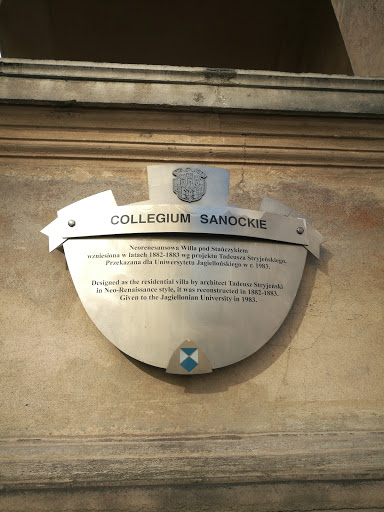 COLLEGIUM SANOCKIE
Neorenesansowa Willa pod Stańczykiem
wzniesiona w latach 1882-1883 wg projektu Tadeusza Stryjeńskiego.
Przekazana dla Uniwersytetu Jagiellońskiego w r. 1983.
Designed as the residential villa by architect Tadeusz Stryjeński
in Neo-Renaissance style, it was reconstructed in 1882-1883.
Given to the Jagiellonian University in 1983.